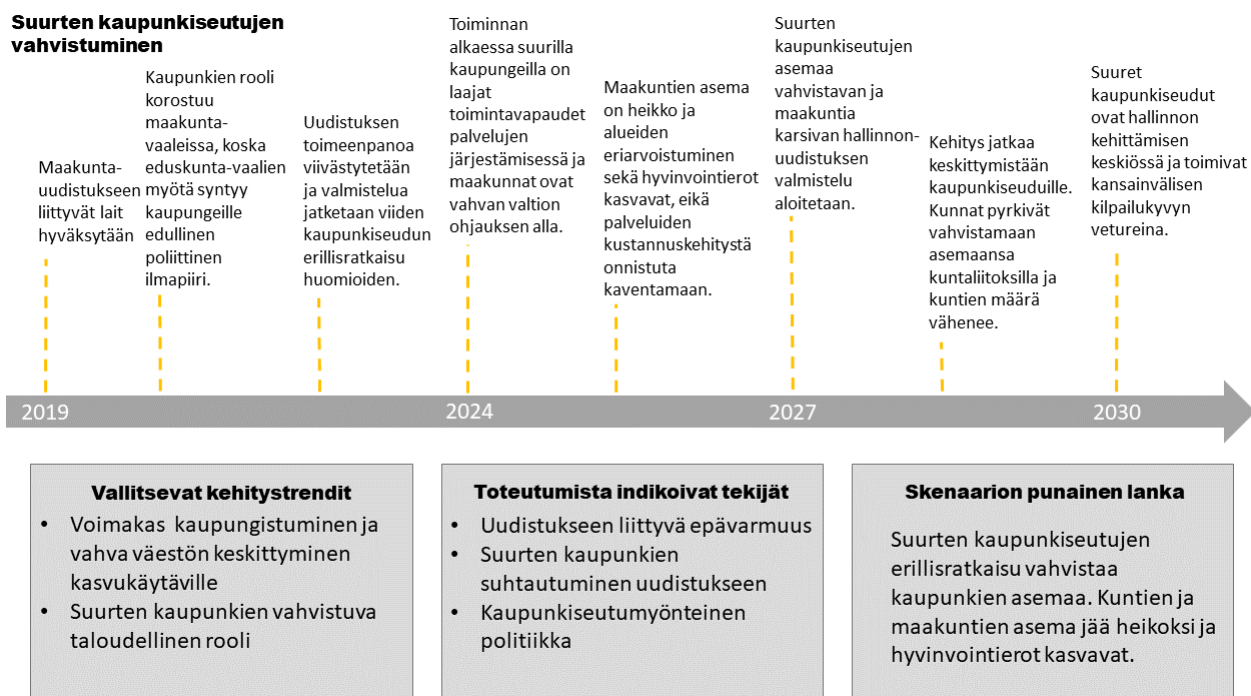 Suurten kaupunkiseutujen
vahvistuminen
Maakunta-
uudistukseen
liittyvät lait
hyväksytään
Kaupunkien rooli
korostuu
maakunta-
vaaleissa, koska
eduskunta-vaalien
myötä syntyy
kaupungeille
edullinen
poliittinen
ilmapiiri.
Uudistuksen
toimeenpanoa
viivästytetään
ja valmistelua
jatketaan viiden
kaupunkiseudun
erillisratkaisu
huomioiden.
Toiminnan
alkaessa suurilla
kaupungeilla on
laajat
toimintavapaudet
palvelujen
järjestämisessä ja
maakunnat ovat
vahvan valtion
ohjauksen alla.
Maakuntien asema
on heikko ja
alueiden
eriarvoistuminen
sekä hyvinvointierot
kasvavat, eikä
palveluiden
kustannuskehitystä
onnistuta
kaventamaan.
Suurten
kaupunkiseutujen
asemaa
vahvistavan ja
maakuntia
karsivan hallinnon-
uudistuksen
valmistelu
aloitetaan.
Kehitys jatkaa
keskittymistään
kaupunkiseuduille.
Kunnat pyrkivät
vahvistamaan
asemaansa
kuntaliitoksilla ja
kuntien määrä
vähenee.
Suuret
kaupunkiseudut
ovat hallinnon
kehittämisen
keskiössä ja toimivat
kansainvälisen
kilpailukyvyn
vetureina.
2019
2024
2027
2030
Vallitsevat kehitystrendit
• Voimakas kaupungistuminen ja
vahva väestön keskittyminen
kasvukäytäville
• Suurten kaupunkien vahvistuva
taloudellinen rooli
Toteutumista indikoivat tekijät
• Uudistukseen liittyvä epävarmuus
• Suurten kaupunkien
suhtautuminen uudistukseen
• Kaupunkiseutumyönteinen
politiikka
Skenaarion punainen lanka
Suurten kaupunkiseutujen
erillisratkaisu vahvistaa
kaupunkien asemaa. Kuntien ja
maakuntien asema jää heikoksi ja
hyvinvointierot kasvavat.